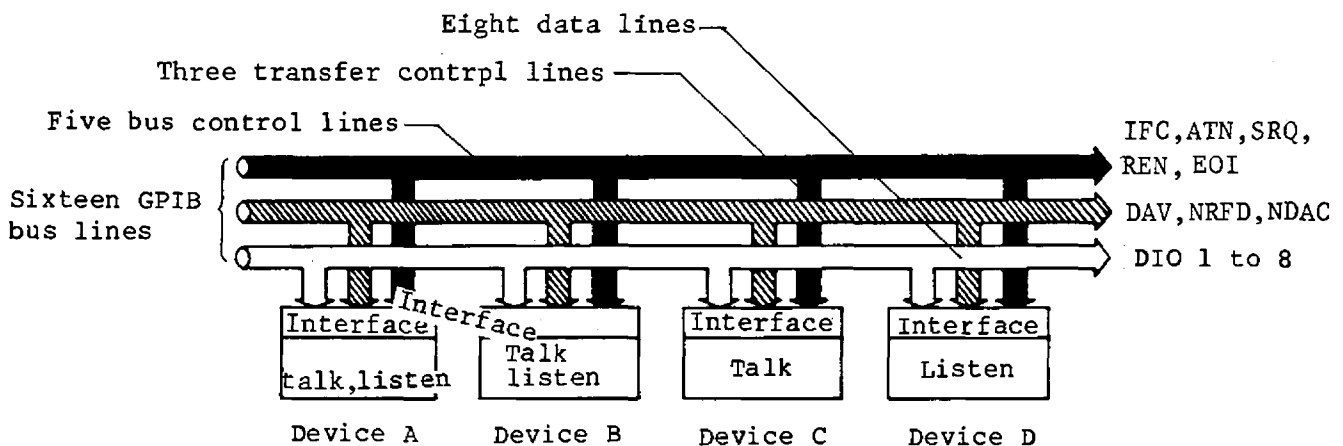 Eight data lines
Three transfer contrpl lines
Five bus control lines
IFC,ATN,SRQ,
REN, EOI
Sixteen GPIB
bus lines
DAV,NRFD,NDAC
DIO 1 to 8
Interface
Interface
Interface
Interface
talk,listen
Talk
listen
Talk
Listen
Device A
Device B
Device C
Device D